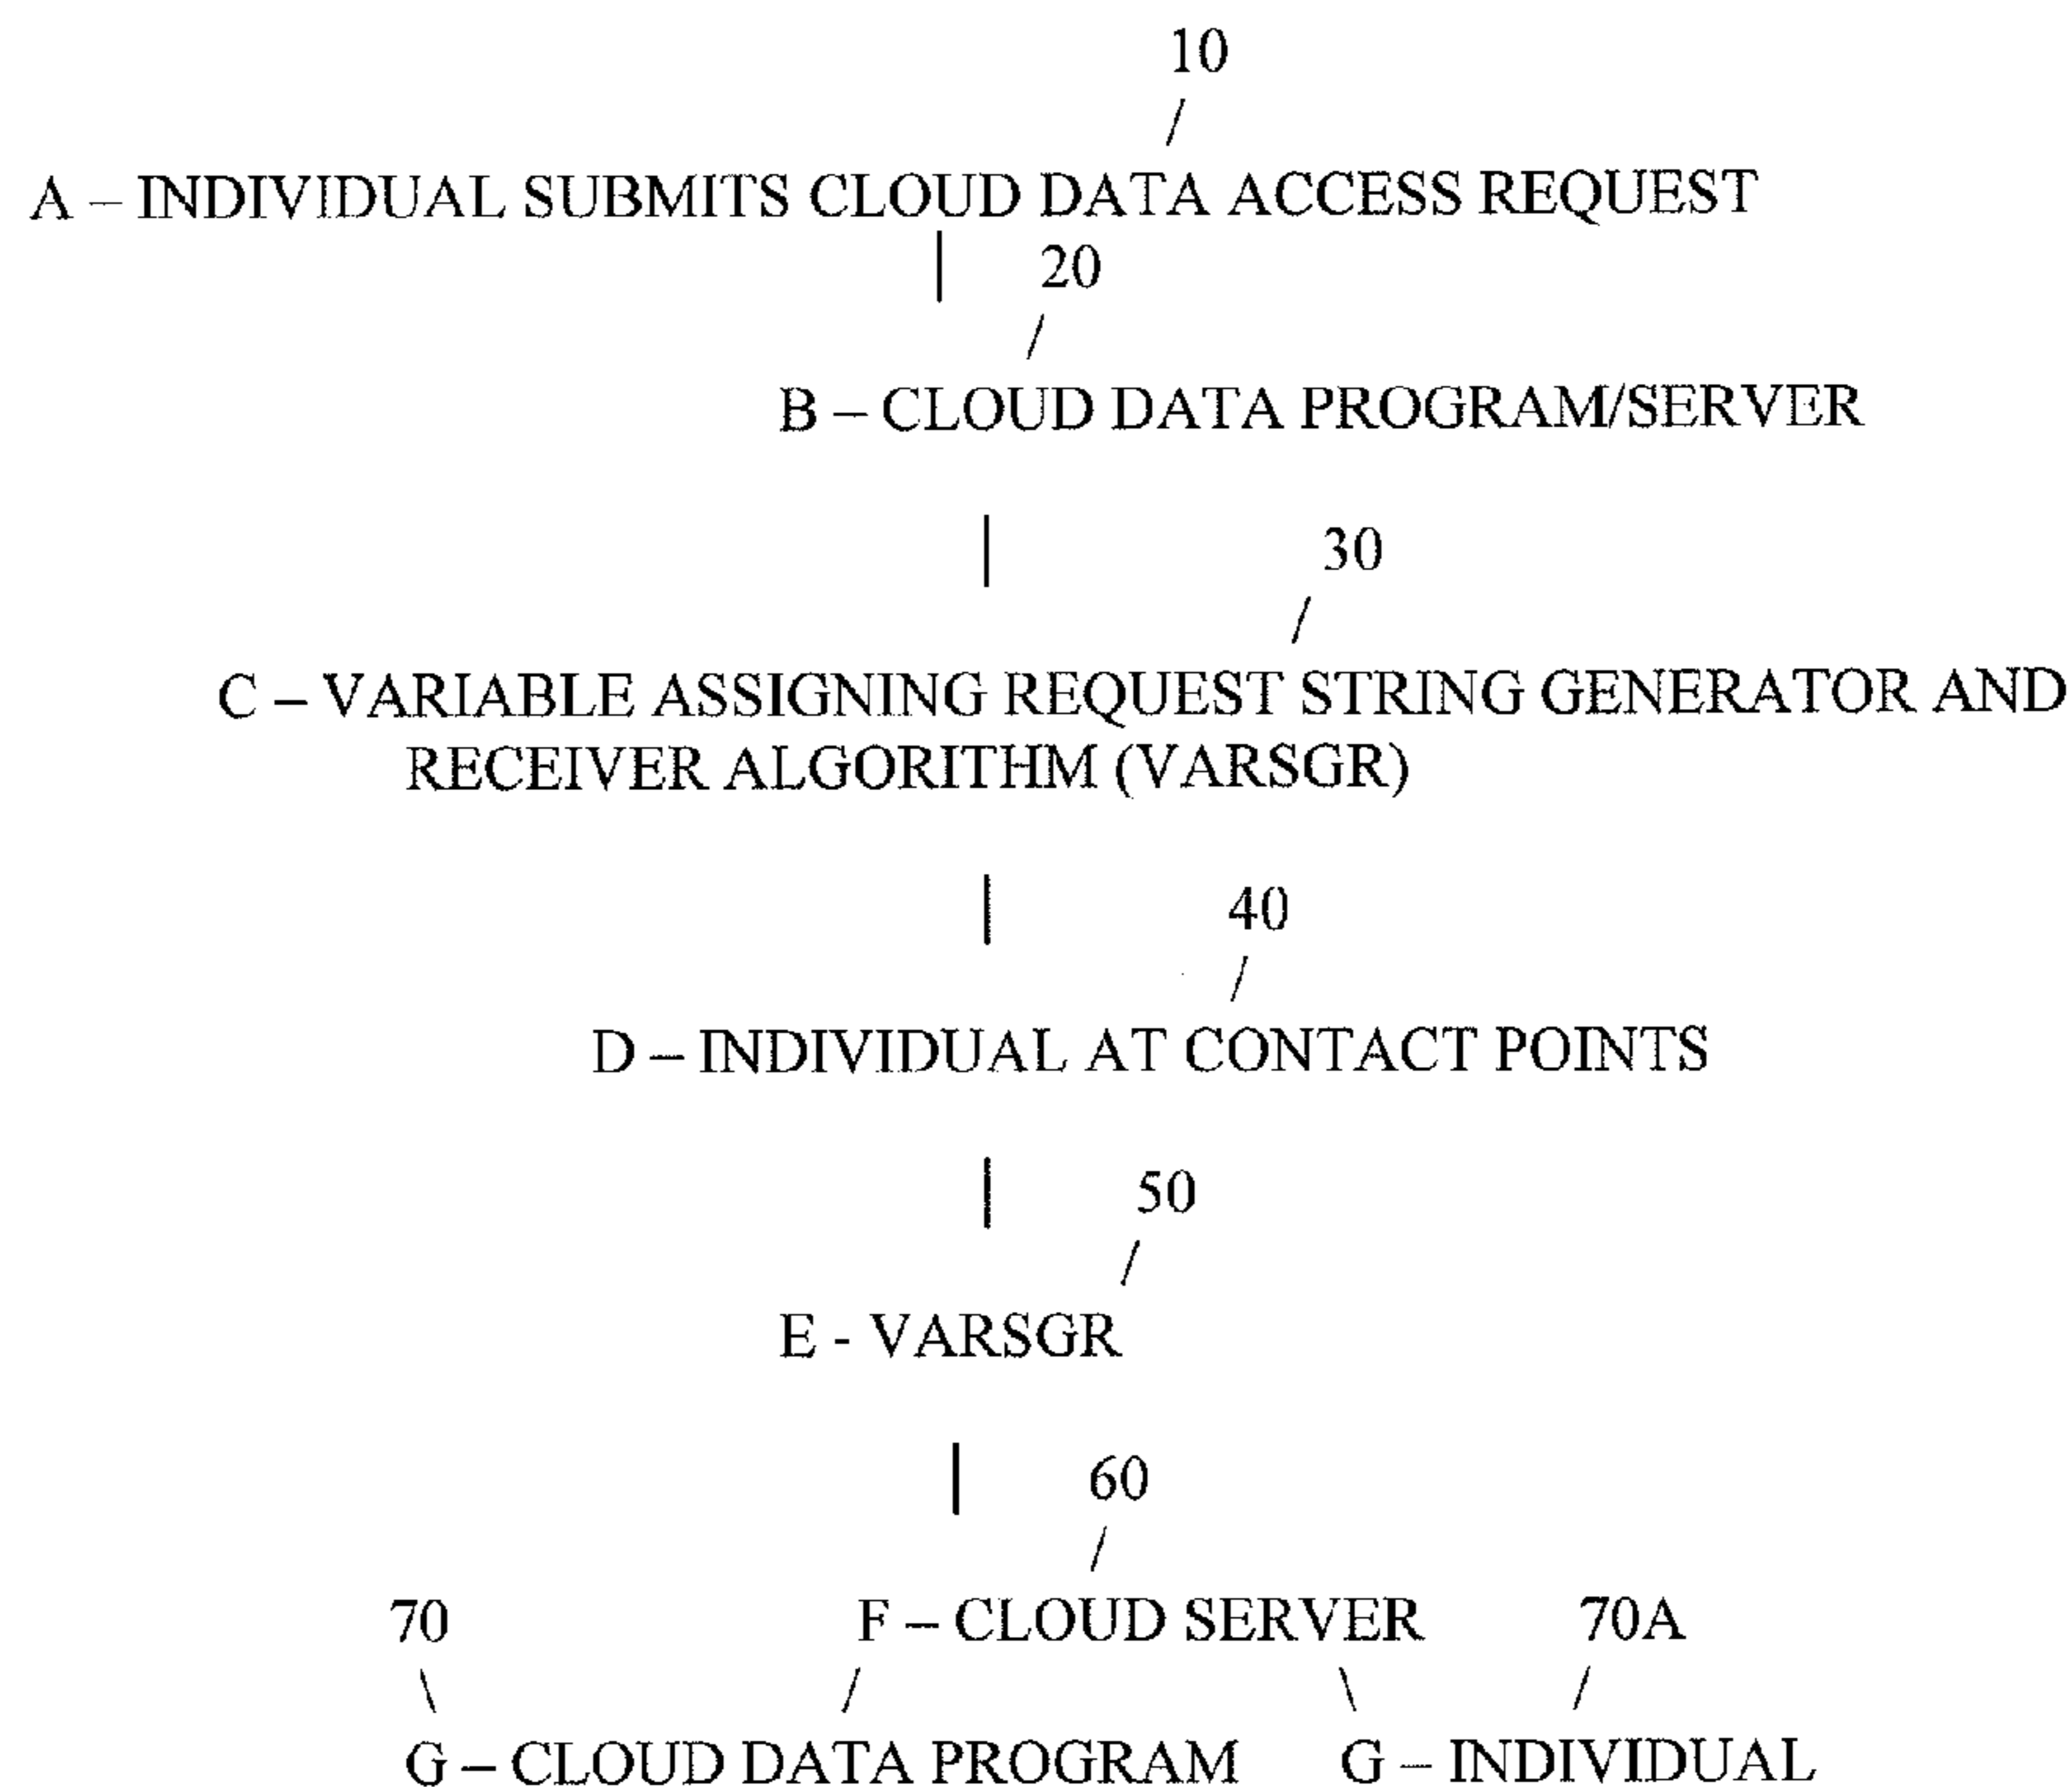 10
A – INDIVIDUAL SUBMITS CLOUD DATA ACCESS REQUEST
20
B – CLOUD DATA PROGRAM/SERVER
30
C – VARIABLE ASSIGNING REQUEST STRING GENERATOR AND
RECEIVER ALGORITHM (VARSGR)
40
D – INDIVIDUAL AT CONTACT POINTS
50
E - VARSGR
60
70 F – CLOUD SERVER 70A
G – CLOUD DATA PROGRAM G – INDIVIDUAL